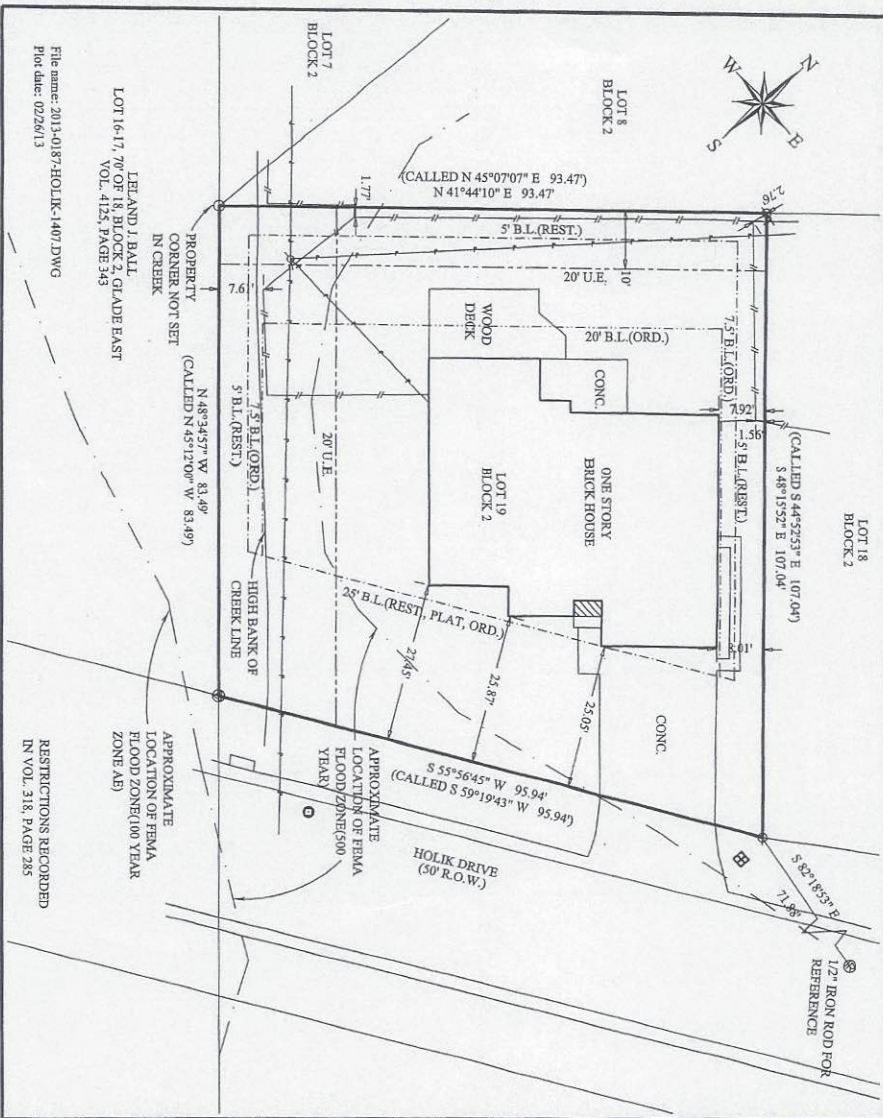 N
E
S
W
LOT 18
BLOCK 2
LOT 8
BLOCK 2
LOT 7
BLOCK 2
(CALLED N 45°07'07" E 93.47')
N 41°44'10" E 93.47'
2.76'
1.77'
5' B.L.(REST.)
20' U.E.
10'
7.5' B.L.(ORD.)
20' B.L.(ORD.)
7.92'
1.56'
5' B.L.(REST.)
(CALLED S 44°52'53" E 107.04')
S 48°15'52" E 107.04'
WOOD
DECK
CONC.
ONE STORY
BRICK HOUSE
LOT 19
BLOCK 2
CONC.
25' B.L.(REST., PLAT, ORD.)
27.45'
25.87'
25.05'
S 55°56'45" W 95.94'
(CALLED S 59°19'43" W 95.94')
HOLIK DRIVE
(50' R.O.W.)
S 82°18'53" E
71.88'
1/2" IRON ROD FOR
REFERENCE
20' U.E.
7.61'
7.5' B.L.(ORD.)
5' B.L.(REST.)
N 48°34'57" W 83.49'
(CALLED N 45°12'00" W 83.49')
HIGH BANK OF
CREEK LINE
PROPERTY
CORNER NOT SET
IN CREEK
APPROXIMATE
LOCATION OF FEMA
FLOOD ZONE(500
YEAR)
APPROXIMATE
LOCATION OF FEMA
FLOOD ZONE(100 YEAR
ZONE AE)
LELAND J. BALL
LOT 16-17, 70' OF 18, BLOCK 2, GLADE EAST
VOL. 4125, PAGE 343
RESTRICTIONS RECORDED
IN VOL. 318, PAGE 285
File name: 2013-0187-HOLIK-1407.DWG
Plot date: 02/26/13